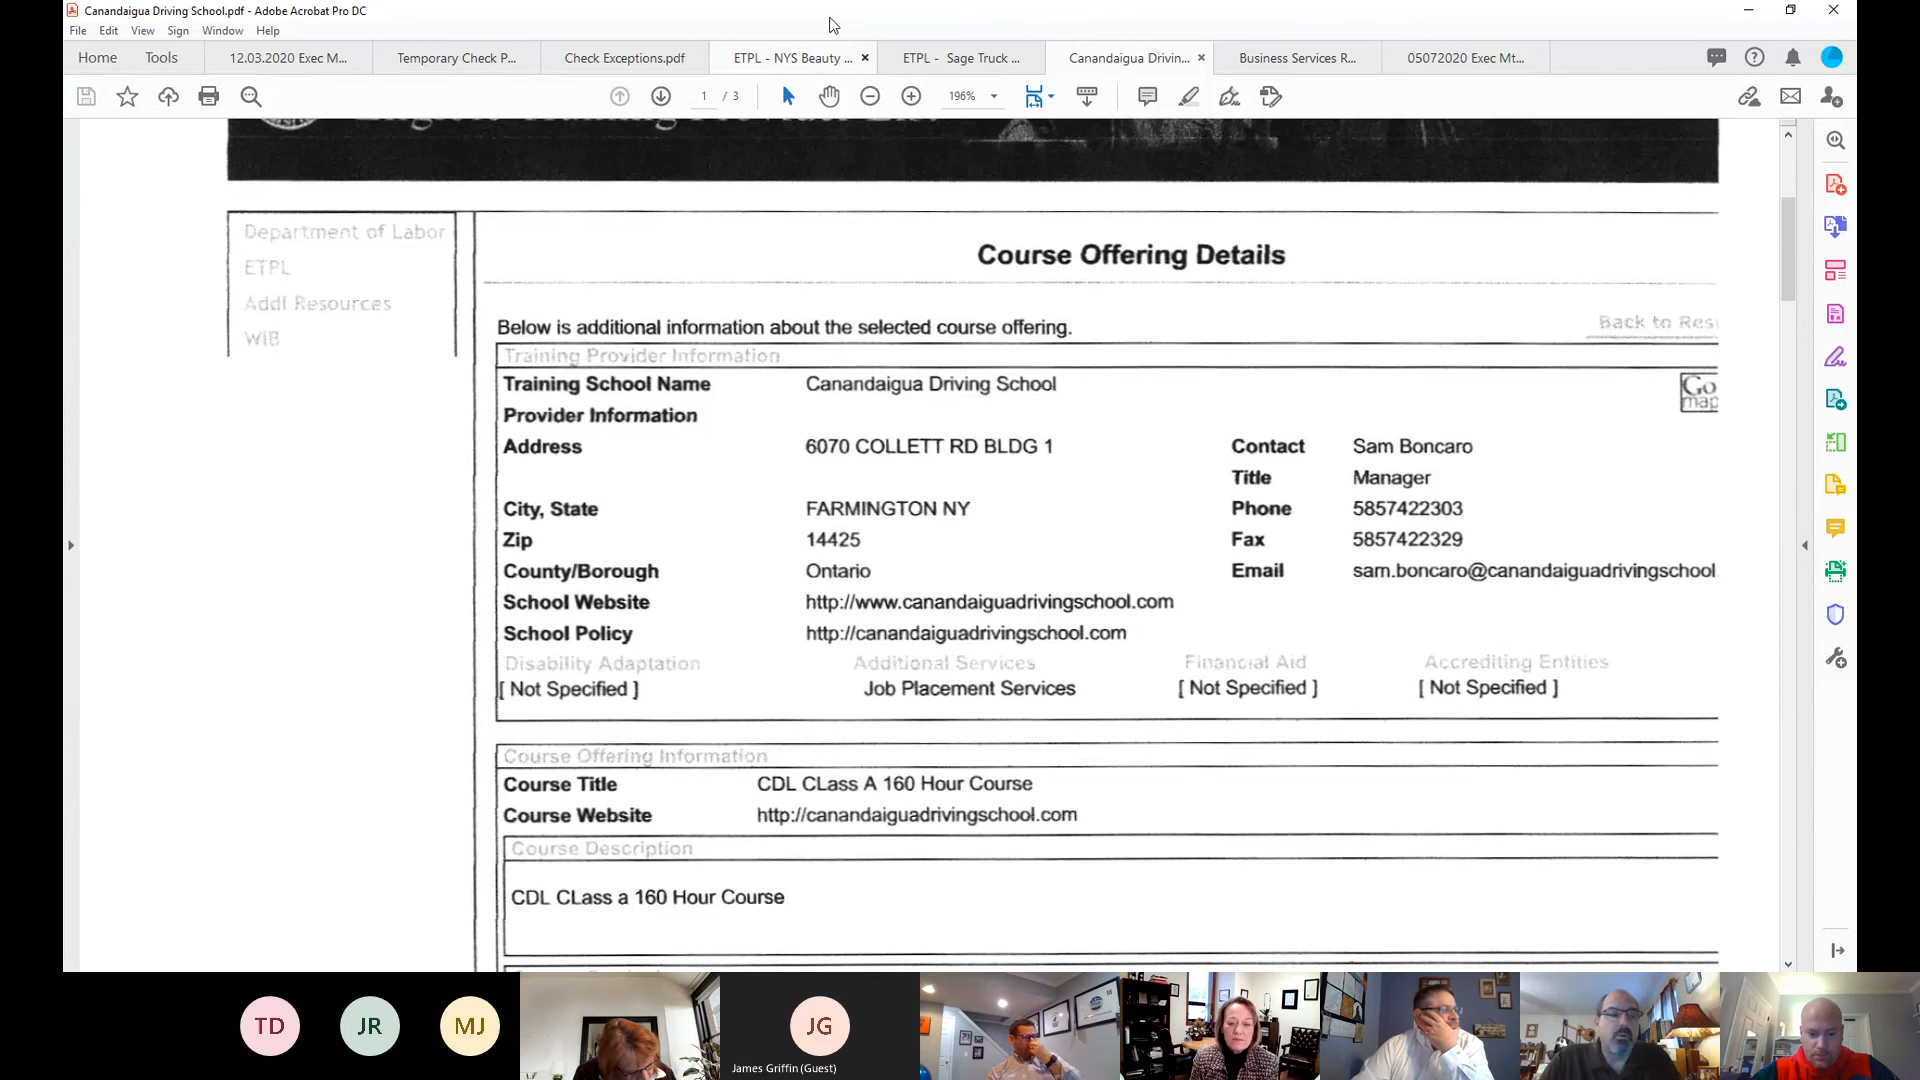 Canandaigua Driving School.pdf - Adobe Acrobat Pro DC
File Edit View Sign Window Help
Home Tools 12.03.2020 Exec M... Temporary Check P... Check Exceptions.pdf ETPL - NYS Beauty ... ETPL - Sage Truck ... Canandaigua Drivin... Business Services R... 05072020 Exec Mt...
1 / 3 196%
Eligible Training Provider List
Department of Labor
ETPL
Addl Resources
WIB
Course Offering Details
Below is additional information about the selected course offering.
Back to Res
Training Provider Information
Training School Name Canandaigua Driving School
Go
map
Provider Information
Address 6070 COLLETT RD BLDG 1 Contact Sam Boncaro
Title Manager
City, State FARMINGTON NY Phone 5857422303
Zip 14425 Fax 5857422329
County/Borough Ontario Email sam.boncaro@canandaiguadrivingschool.
School Website http://www.canandaiguadrivingschool.com
School Policy http://canandaiguadrivingschool.com
Disability Adaptation Additional Services Financial Aid Accrediting Entities
[ Not Specified ] Job Placement Services [ Not Specified ] [ Not Specified ]
Course Offering Information
Course Title CDL CLass A 160 Hour Course
Course Website http://canandaiguadrivingschool.com
Course Description
CDL CLass a 160 Hour Course
TD JR MJ JG
James Griffin (Guest)